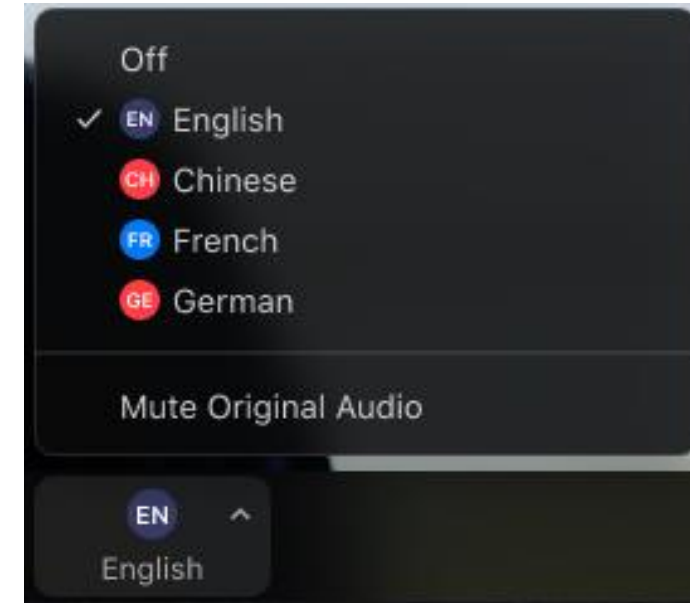 Off
EN English
CH Chinese
FR French
GE German
Mute Original Audio
EN
English